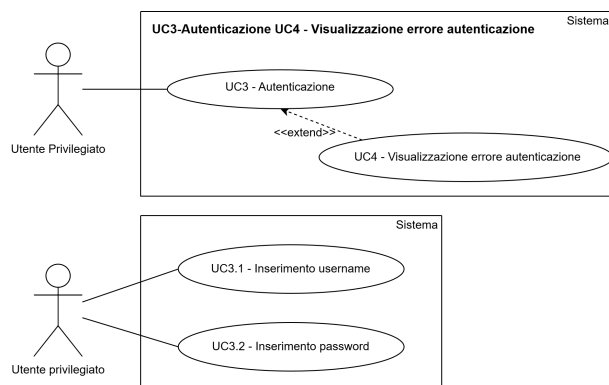 Sistema
UC3-Autenticazione UC4 - Visualizzazione errore autenticazione
UC3 - Autenticazione
<<extend>>
Utente Privilegiato
UC4 - Visualizzazione errore autenticazione
Sistema
UC3.1 - Inserimento username
UC3.2 - Inserimento password
Utente privilegiato